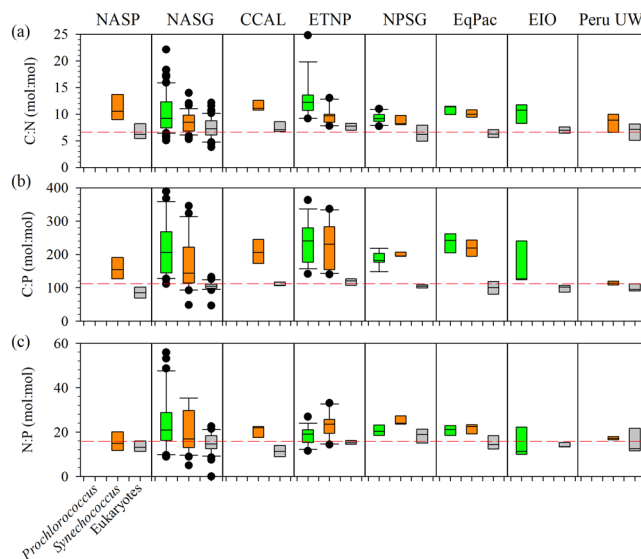 NASP NASG CCAL ETNP NPSG EqPac EIO Peru UW
(a)
C:N (mol:mol)
25
20
15
10
5
0
(b)
C:P (mol:mol)
400
300
200
100
0
(c)
N:P (mol:mol)
60
40
20
0
Prochlorococcus
Synechococcus
Eukaryotes